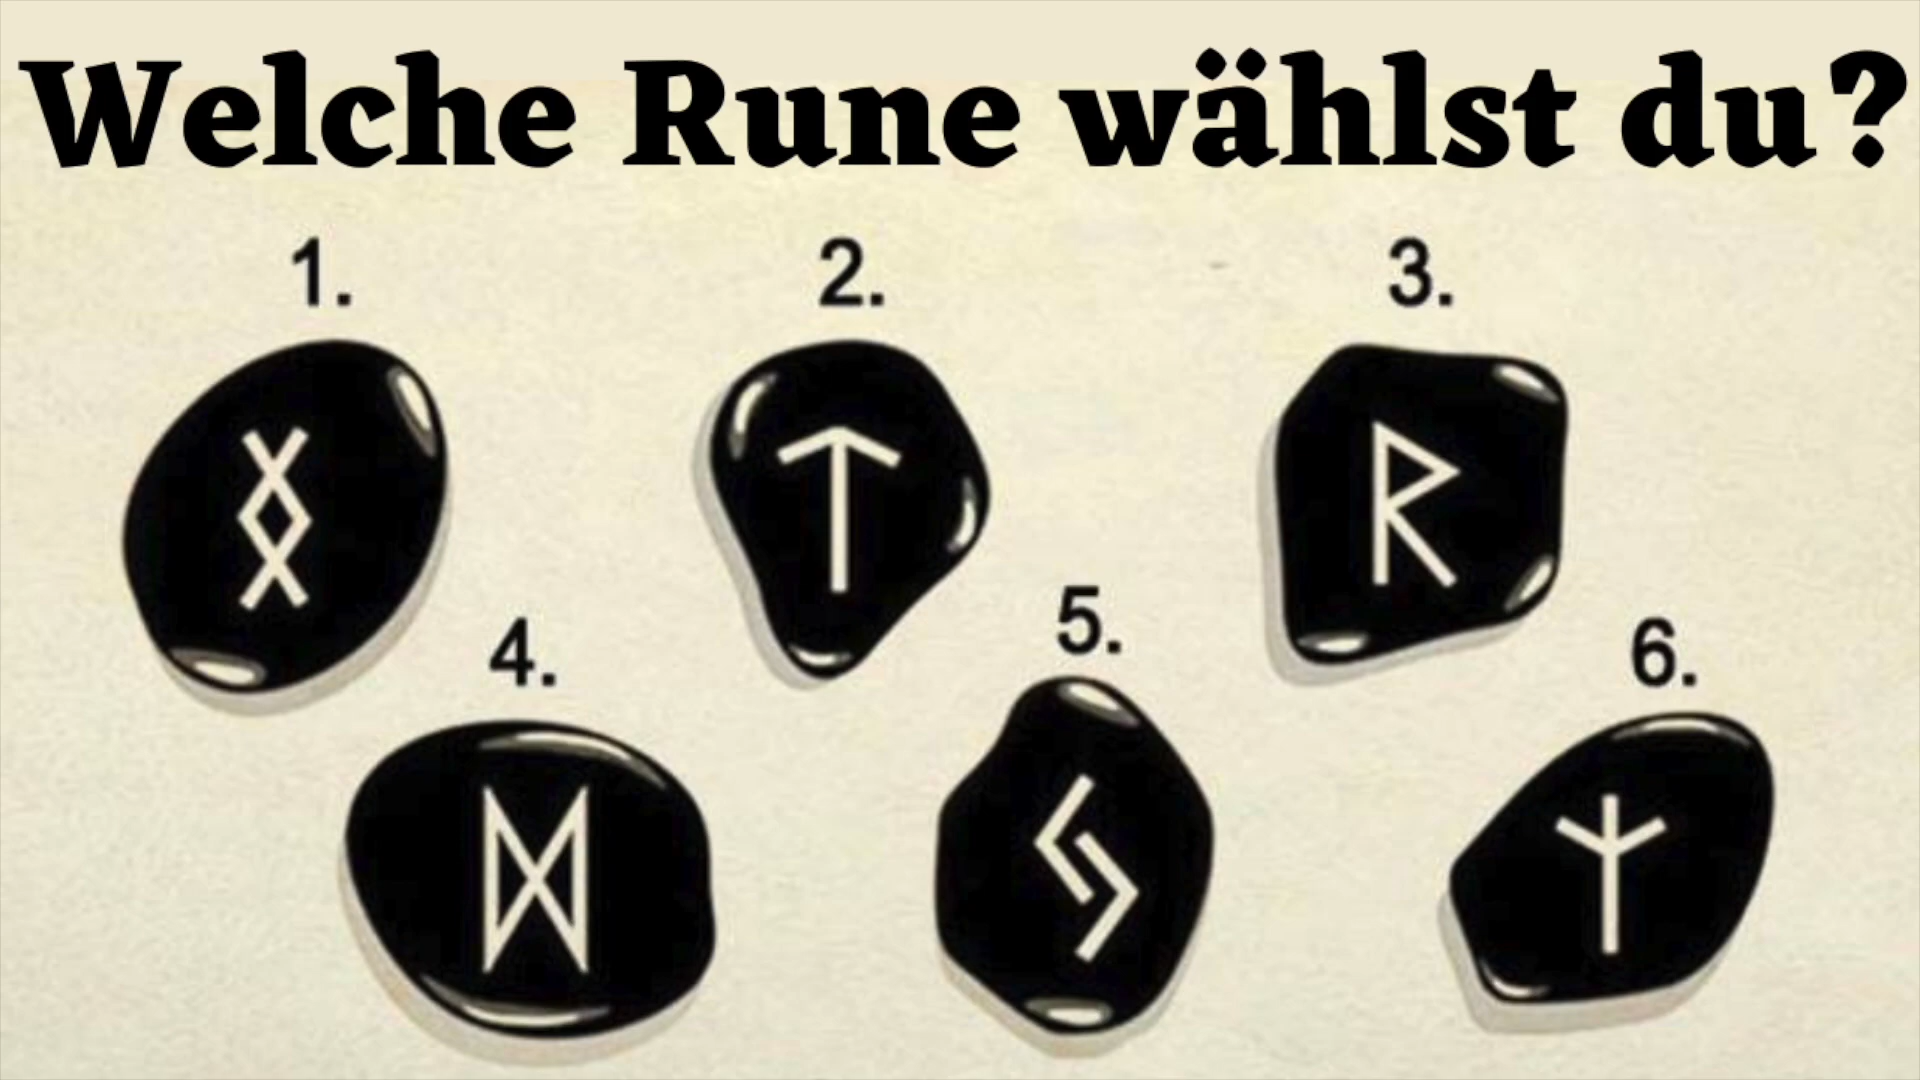 Welche Rune wählst du?
1. 2. 3.
ᛝ ᛏ ᚱ
4. 5. 6.
ᛞ ᛃ ᛉ